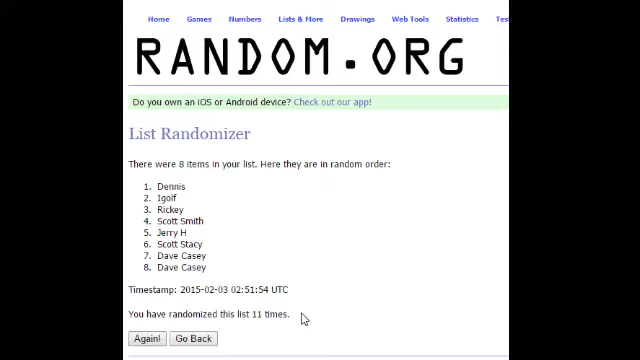 Home Games Numbers Lists & More Drawings Web Tools Statistics Tes
RANDOM.ORG
Do you own an iOS or Android device? Check out our app!
List Randomizer
There were 8 items in your list. Here they are in random order:
1. Dennis
2. Igolf
3. Rickey
4. Scott Smith
5. Jerry H
6. Scott Stacy
7. Dave Casey
8. Dave Casey
Timestamp: 2015-02-03 02:51:54 UTC
You have randomized this list 11 times.
Again! Go Back